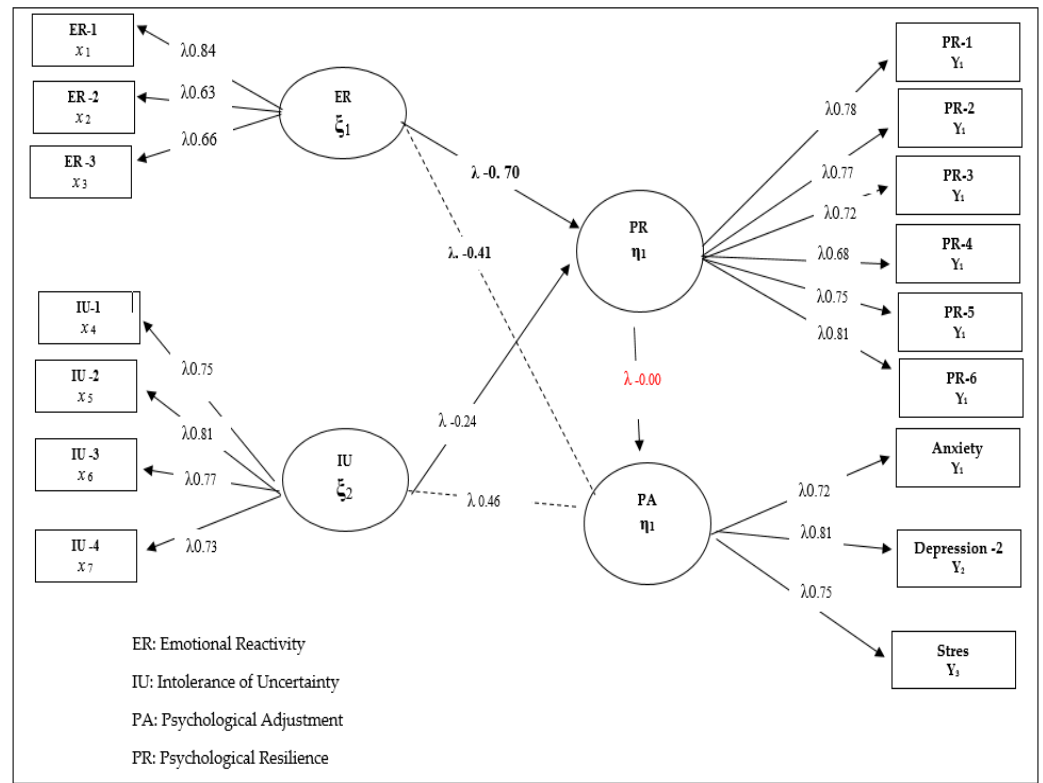 ER-1
x1
ER -2
x2
ER -3
x3
λ0.84
λ0.63
λ0.66
ER
ξ1
λ -0. 70
λ. -0.41
IU-1
x4
IU -2
x5
IU -3
x6
IU -4
x7
λ0.75
λ0.81
λ0.77
λ0.73
IU
ξ2
λ -0.24
λ 0.46
PR
η1
λ -0.00
PA
η1
λ0.78
λ0.77
λ0.72
λ0.68
λ0.75
λ0.81
PR-1
Y1
PR-2
Y1
PR-3
Y1
PR-4
Y1
PR-5
Y1
PR-6
Y1
λ0.72
λ0.81
λ0.75
Anxiety
Y1
Depression -2
Y2
Stres
Y3
ER: Emotional Reactivity
IU: Intolerance of Uncertainty
PA: Psychological Adjustment
PR: Psychological Resilience